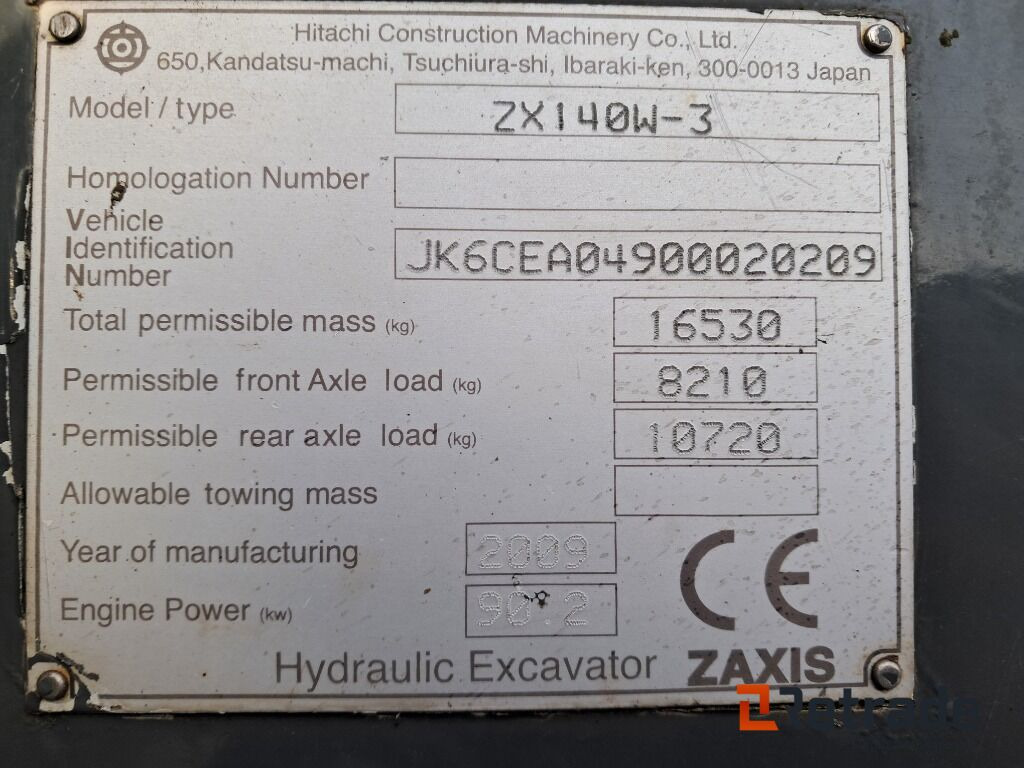 Hitachi Construction Machinery Co., Ltd.
650,Kandatsu-machi, Tsuchiura-shi, Ibaraki-ken, 300-0013 Japan
Model / type ZX140W-3
Homologation Number
Vehicle
Identification
Number JK6CEA04900020209
Total permissible mass (kg) 16530
Permissible front Axle load (kg) 8210
Permissible rear axle load (kg) 10720
Allowable towing mass
Year of manufacturing 2009
Engine Power (kw) 90.2
CE
Hydraulic Excavator ZAXIS
Retrade